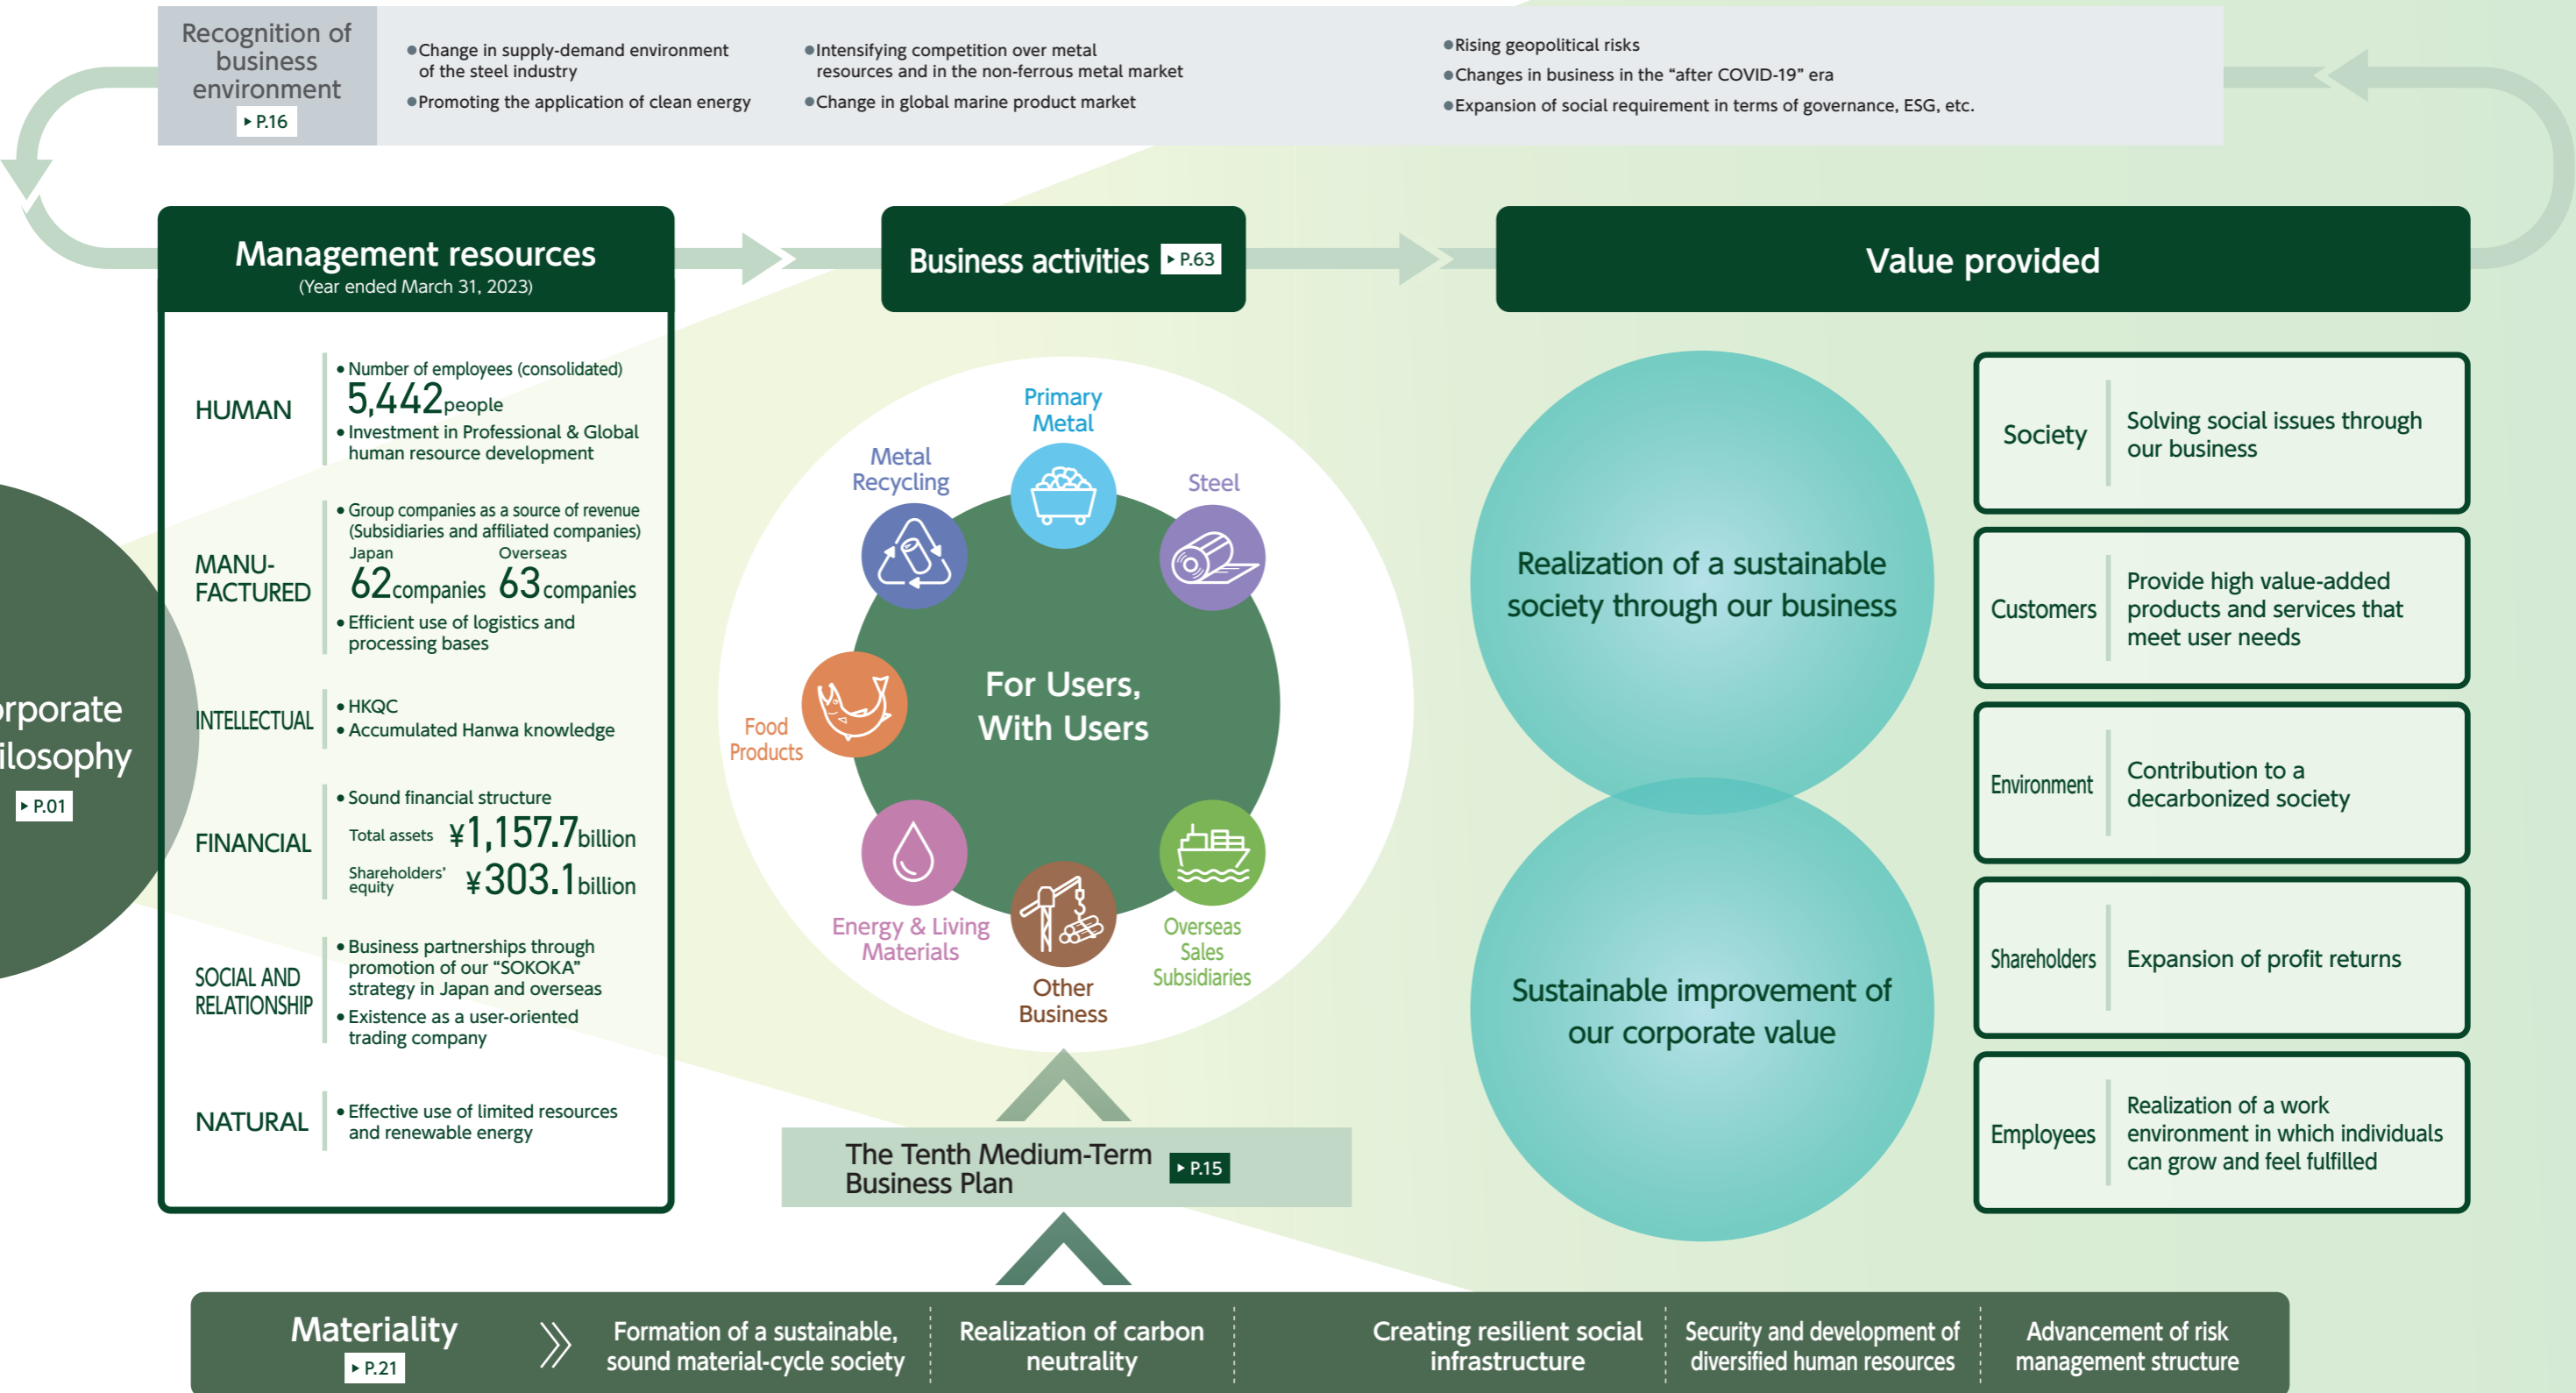 Recognition of
business
environment
▶ P.16
●Change in supply-demand environment
of the steel industry
●Promoting the application of clean energy
●Intensifying competition over metal
resources and in the non-ferrous metal market
●Change in global marine product market
●Rising geopolitical risks
●Changes in business in the “after COVID-19” era
●Expansion of social requirement in terms of governance, ESG, etc.
orporate
ilosophy
▶ P.01
Management resources
(Year ended March 31, 2023)
HUMAN
• Number of employees (consolidated)
5,442 people
• Investment in Professional & Global
human resource development
MANU-
FACTURED
• Group companies as a source of revenue
(Subsidiaries and affiliated companies)
Japan Overseas
62 companies 63 companies
• Efficient use of logistics and
processing bases
INTELLECTUAL
• HKQC
• Accumulated Hanwa knowledge
FINANCIAL
• Sound financial structure
Total assets ¥1,157.7 billion
Shareholders’
equity
¥303.1 billion
SOCIAL AND
RELATIONSHIP
• Business partnerships through
promotion of our “SOKOKA”
strategy in Japan and overseas
• Existence as a user-oriented
trading company
NATURAL
• Effective use of limited resources
and renewable energy
Business activities ▶ P.63
Primary
Metal
Metal
Recycling
Steel
Food
Products
For Users,
With Users
Energy & Living
Materials
Other
Business
Overseas
Sales
Subsidiaries
The Tenth Medium-Term
Business Plan
▶ P.15
Value provided
Realization of a sustainable
society through our business
Sustainable improvement of
our corporate value
Society
Solving social issues through
our business
Customers
Provide high value-added
products and services that
meet user needs
Environment
Contribution to a
decarbonized society
Shareholders
Expansion of profit returns
Employees
Realization of a work
environment in which individuals
can grow and feel fulfilled
Materiality
▶ P.21
Formation of a sustainable,
sound material-cycle society
Realization of carbon
neutrality
Creating resilient social
infrastructure
Security and development of
diversified human resources
Advancement of risk
management structure